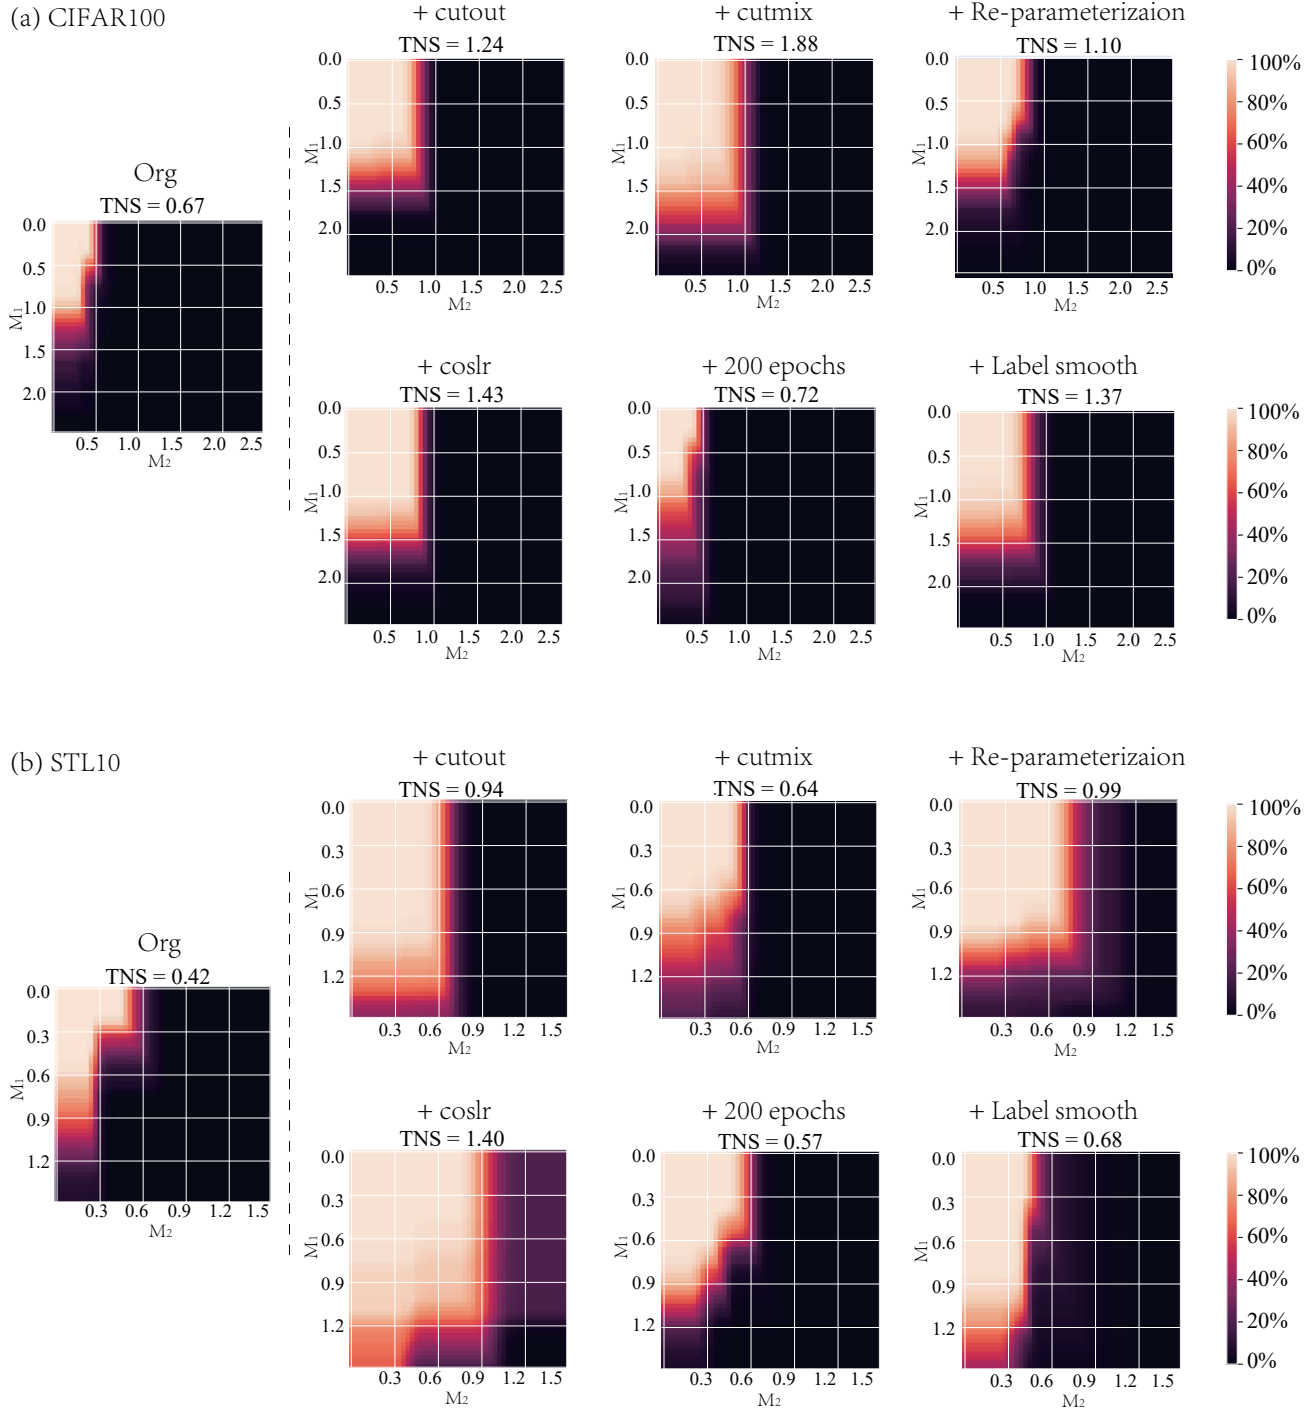 (a) CIFAR100
+ cutout
TNS = 1.24
+ cutmix
TNS = 1.88
+ Re-parameterizaion
TNS = 1.10
0.0
0.5
1.0
1.5
2.0
M1
0.5 1.0 1.5 2.0 2.5
M2
0.0
0.5
1.0
1.5
2.0
M1
0.5 1.0 1.5 2.0 2.5
M2
0.0
0.5
1.0
1.5
2.0
M1
0.5 1.0 1.5 2.0 2.5
M2
100%
80%
60%
40%
20%
0%
Org
TNS = 0.67
0.0
0.5
1.0
1.5
2.0
M1
0.5 1.0 1.5 2.0 2.5
M2
+ coslr
TNS = 1.43
+ 200 epochs
TNS = 0.72
+ Label smooth
TNS = 1.37
0.0
0.5
1.0
1.5
2.0
M1
0.5 1.0 1.5 2.0 2.5
M2
0.0
0.5
1.0
1.5
2.0
M1
0.5 1.0 1.5 2.0 2.5
M2
0.0
0.5
1.0
1.5
2.0
M1
0.5 1.0 1.5 2.0 2.5
M2
100%
80%
60%
40%
20%
0%
(b) STL10
+ cutout
TNS = 0.94
+ cutmix
TNS = 0.64
+ Re-parameterizaion
TNS = 0.99
0.0
0.3
0.6
0.9
1.2
M1
0.3 0.6 0.9 1.2 1.5
M2
0.0
0.3
0.6
0.9
1.2
M1
0.3 0.6 0.9 1.2 1.5
M2
0.0
0.3
0.6
0.9
1.2
M1
0.3 0.6 0.9 1.2 1.5
M2
100%
80%
60%
40%
20%
0%
Org
TNS = 0.42
0.0
0.3
0.6
0.9
1.2
M1
0.3 0.6 0.9 1.2 1.5
M2
+ coslr
TNS = 1.40
+ 200 epochs
TNS = 0.57
+ Label smooth
TNS = 0.68
0.0
0.3
0.6
0.9
1.2
M1
0.3 0.6 0.9 1.2 1.5
M2
0.0
0.3
0.6
0.9
1.2
M1
0.3 0.6 0.9 1.2 1.5
M2
0.0
0.3
0.6
0.9
1.2
M1
0.3 0.6 0.9 1.2 1.5
M2
100%
80%
60%
40%
20%
0%